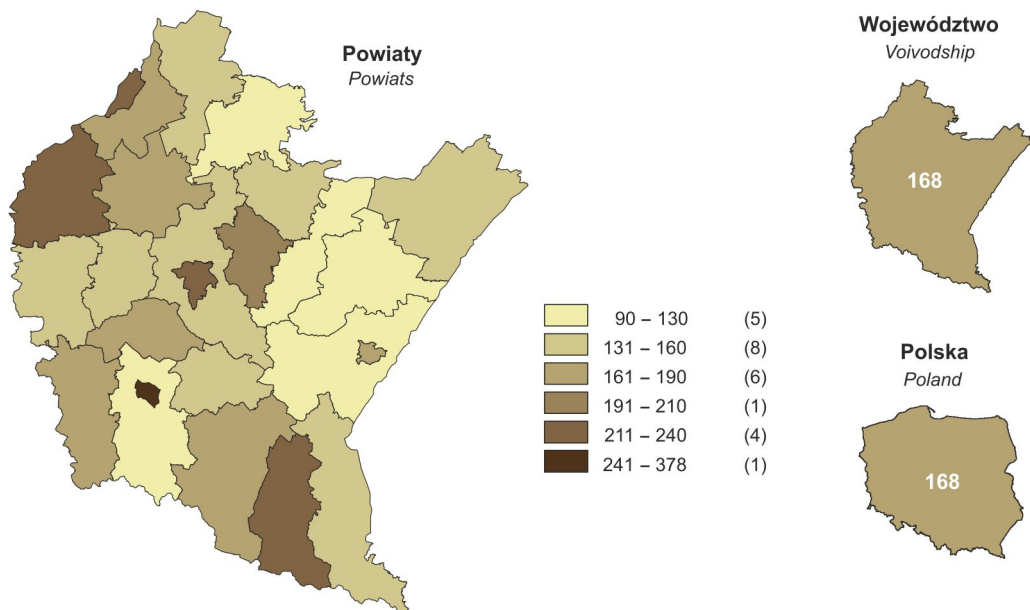 Powiaty
Powiats
Województwo
Voivodship
168
90 – 130 (5)
131 – 160 (8)
161 – 190 (6)
191 – 210 (1)
211 – 240 (4)
241 – 378 (1)
Polska
Poland
168